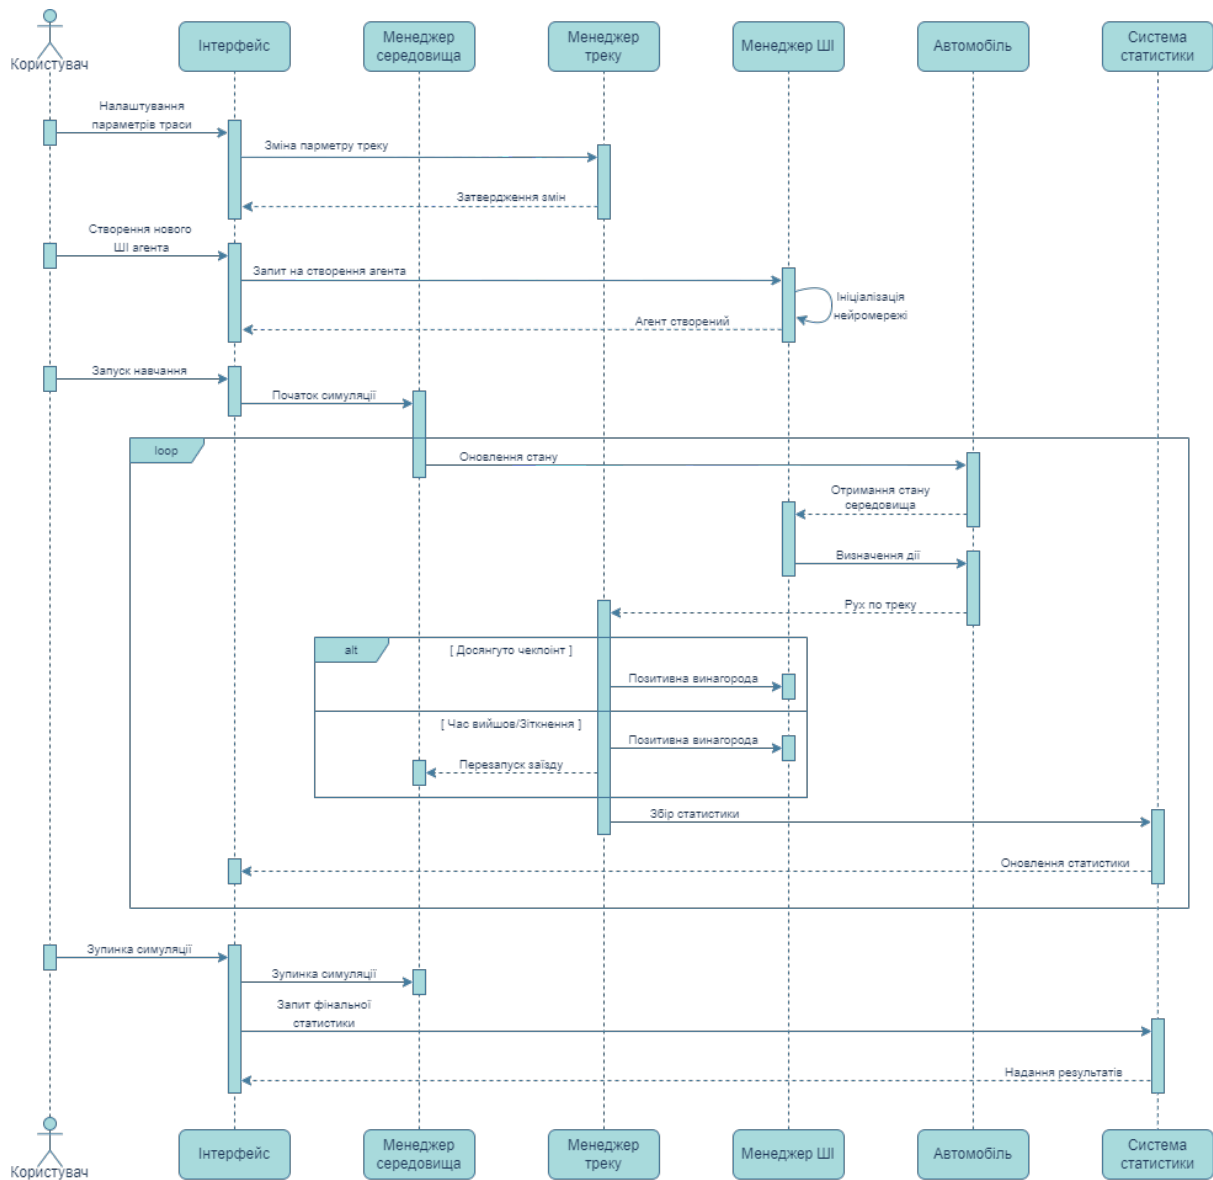 Користувач
Інтерфейс
Менеджер
середовища
Менеджер
треку
Менеджер ШІ
Автомобіль
Система
статистики
Налаштування
параметрів траси
Зміна парметру треку
Затвердження змін
Створення нового
ШІ агента
Запит на створення агента
Ініціалізація
нейромережі
Агент створений
Запуск навчання
Початок симуляції
loop
Оновлення стану
Отримання стану
середовища
Визначення дії
Рух по треку
alt
[ Досянгуто чекпоінт ]
Позитивна винагорода
[ Час вийшов/Зіткнення ]
Позитивна винагорода
Перезапуск заїзду
Збір статистики
Оновлення статистики
Зупинка симуляції
Зупинка симуляції
Запит фінальної
статистики
Надання результатів
Користувач
Інтерфейс
Менеджер
середовища
Менеджер
треку
Менеджер ШІ
Автомобіль
Система
статистики